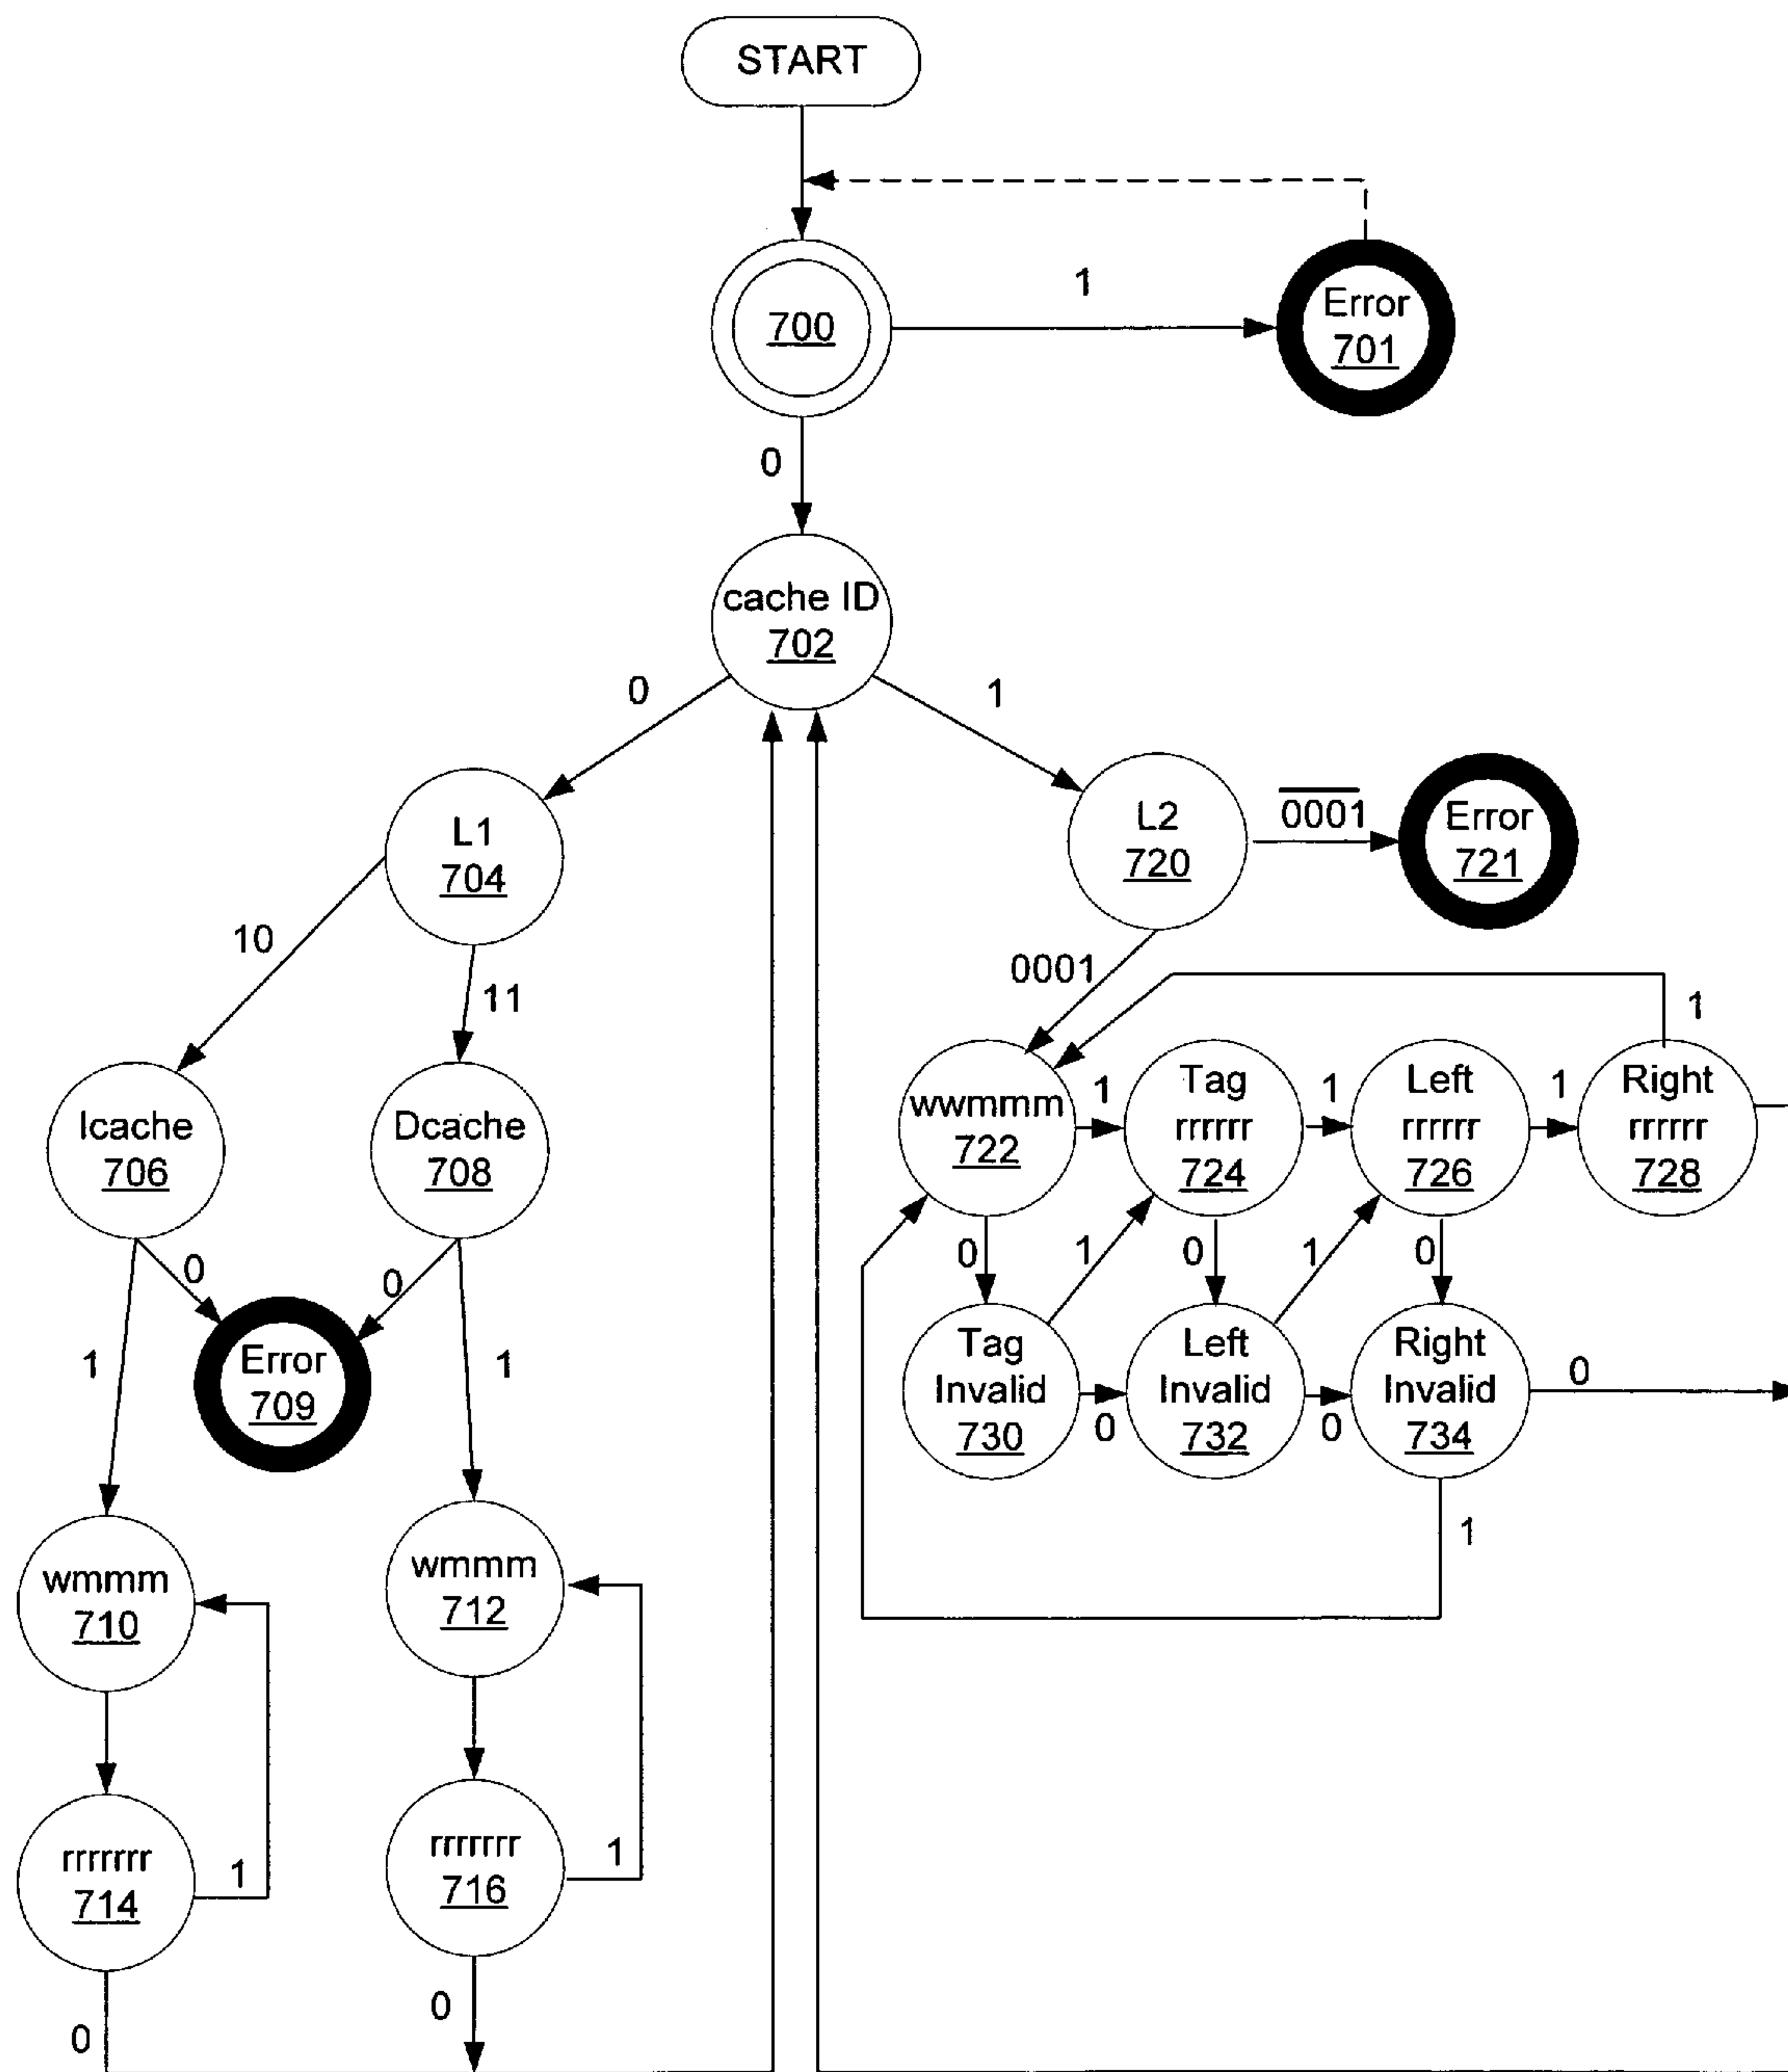 START
700
1
Error
701
0
cache ID
702
0
1
L1
704
L2
720
0001
Error
721
10
11
0001
1
Icache
706
Dcache
708
wwmmm
722
1
Tag
rrrrrr
724
1
Left
rrrrrr
726
1
Right
rrrrrr
728
0
0
0
1
0
1
0
Error
709
1
1
Tag
Invalid
730
0
Left
Invalid
732
0
Right
Invalid
734
0
1
wmmm
710
wmmm
712
rrrrrrr
714
1
rrrrrrr
716
1
0
0